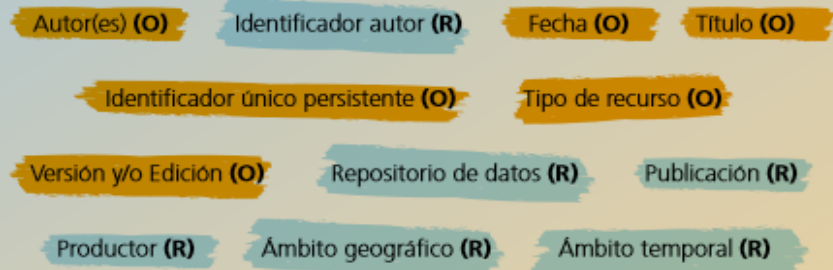 Autor(es) (O) Identificador autor (R) Fecha (O) Título (O)
Identificador único persistente (O) Tipo de recurso (O)
Versión y/o Edición (O) Repositorio de datos (R) Publicación (R)
Productor (R) Ámbito geográfico (R) Ámbito temporal (R)